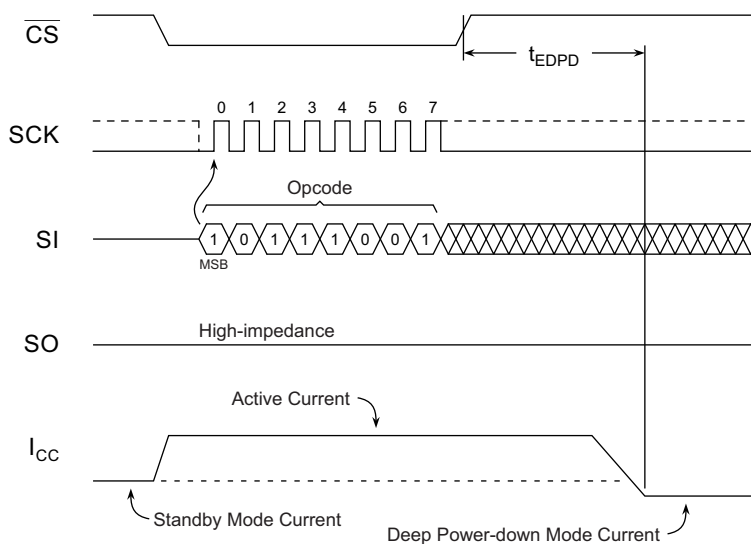 CS
tEDPD
0 1 2 3 4 5 6 7
SCK
Opcode
SI
1 0 1 1 1 0 0 1
MSB
High-impedance
SO
Active Current
ICC
Standby Mode Current
Deep Power-down Mode Current